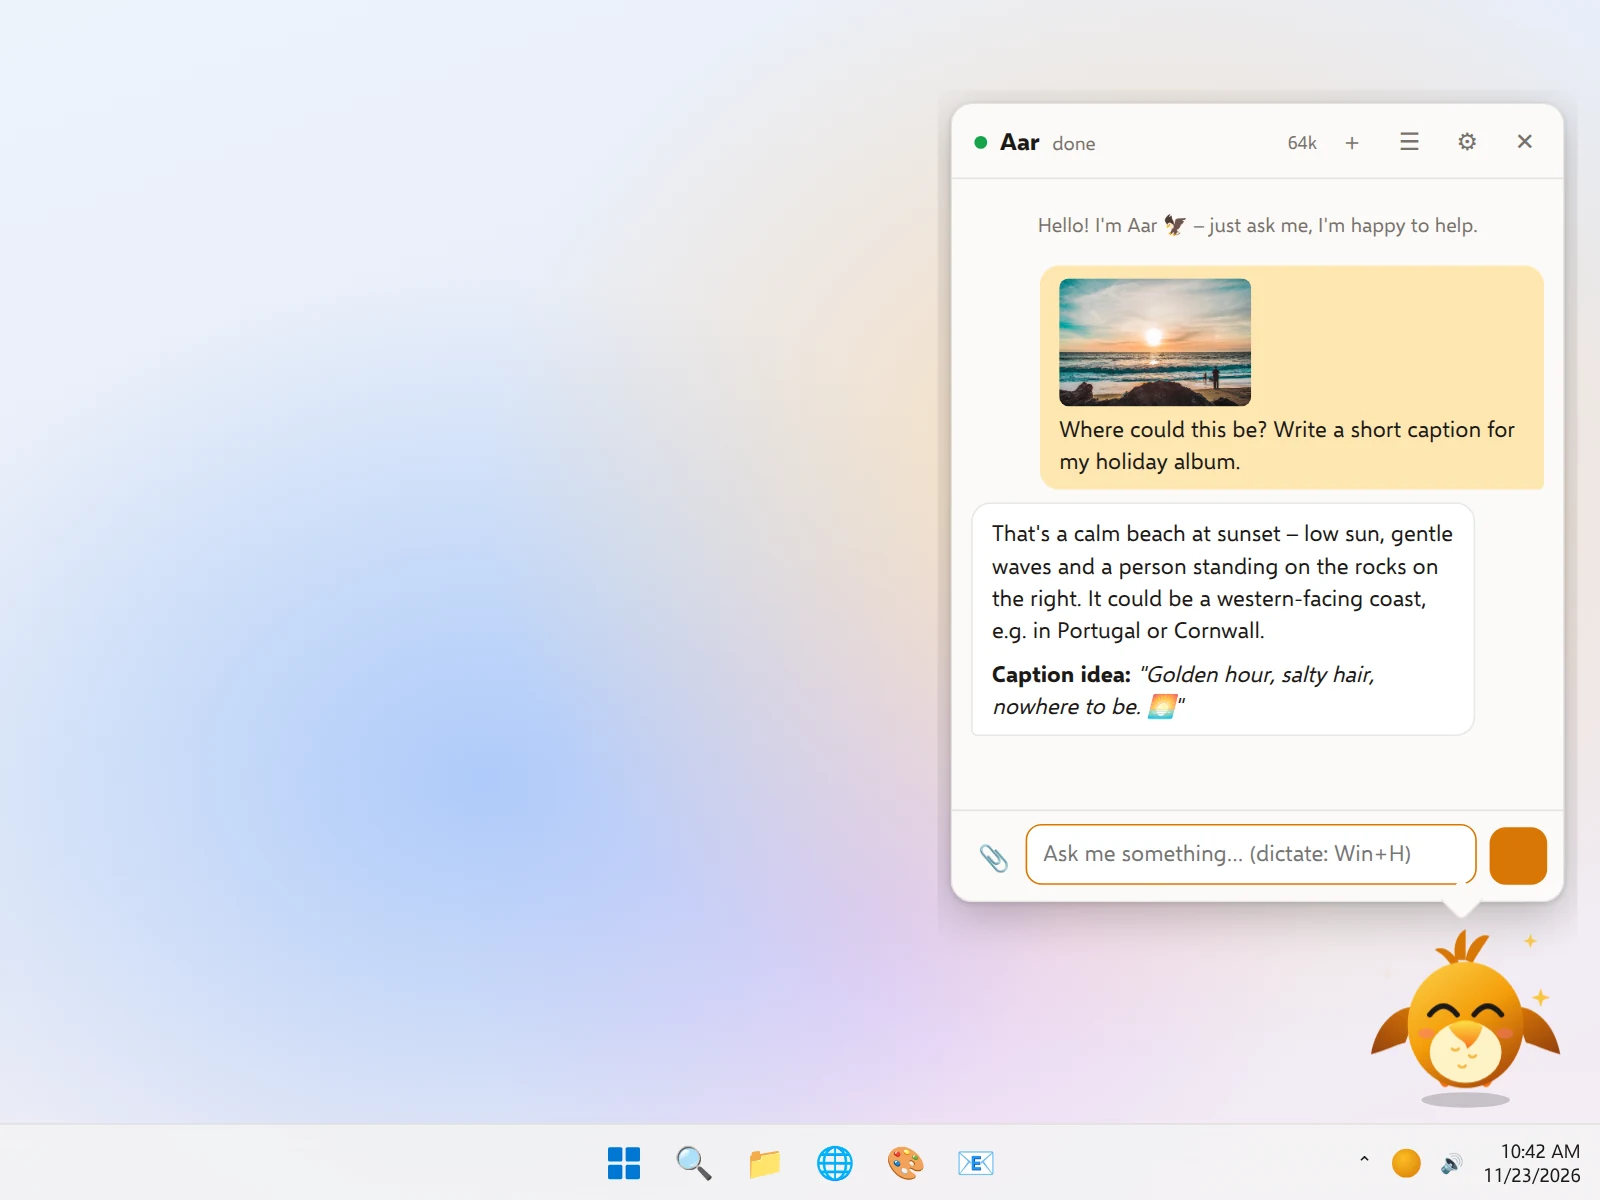 Aar done 64k
Hello! I'm Aar 🦅 – just ask me, I'm happy to help.
Where could this be? Write a short caption for
my holiday album.
That's a calm beach at sunset – low sun, gentle
waves and a person standing on the rocks on
the right. It could be a western-facing coast,
e.g. in Portugal or Cornwall.
Caption idea: "Golden hour, salty hair,
nowhere to be. 🌅"
Ask me something... (dictate: Win+H)
10:42 AM
11/23/2026